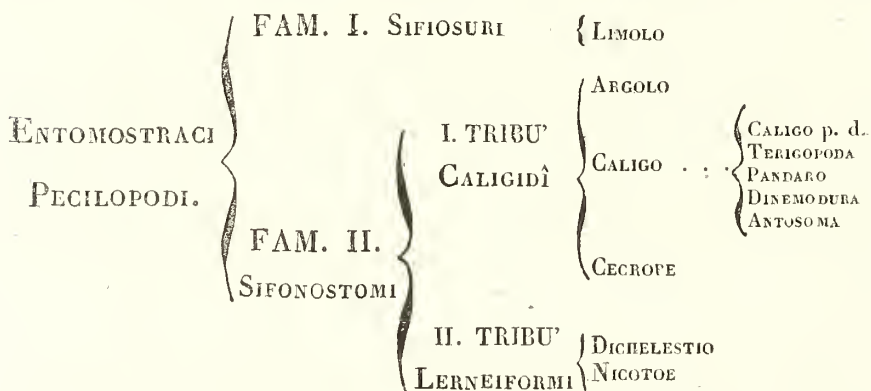 FAM. I. SIFIOSURI
LIMOLO
ENTOMOSTRACI
PECILOPODI.
FAM. II.
SIFONOSTOMI
I. TRIBU'
CALIGIDÎ
ARGOLO
CALIGO . . .
CALIGO p. d.
TERIGOPODA
PANDARO
DINEMODURA
ANTOSOMA
CECROPE
II. TRIBU'
LERNEIFORMI
DICHELESTIO
NICOTOE